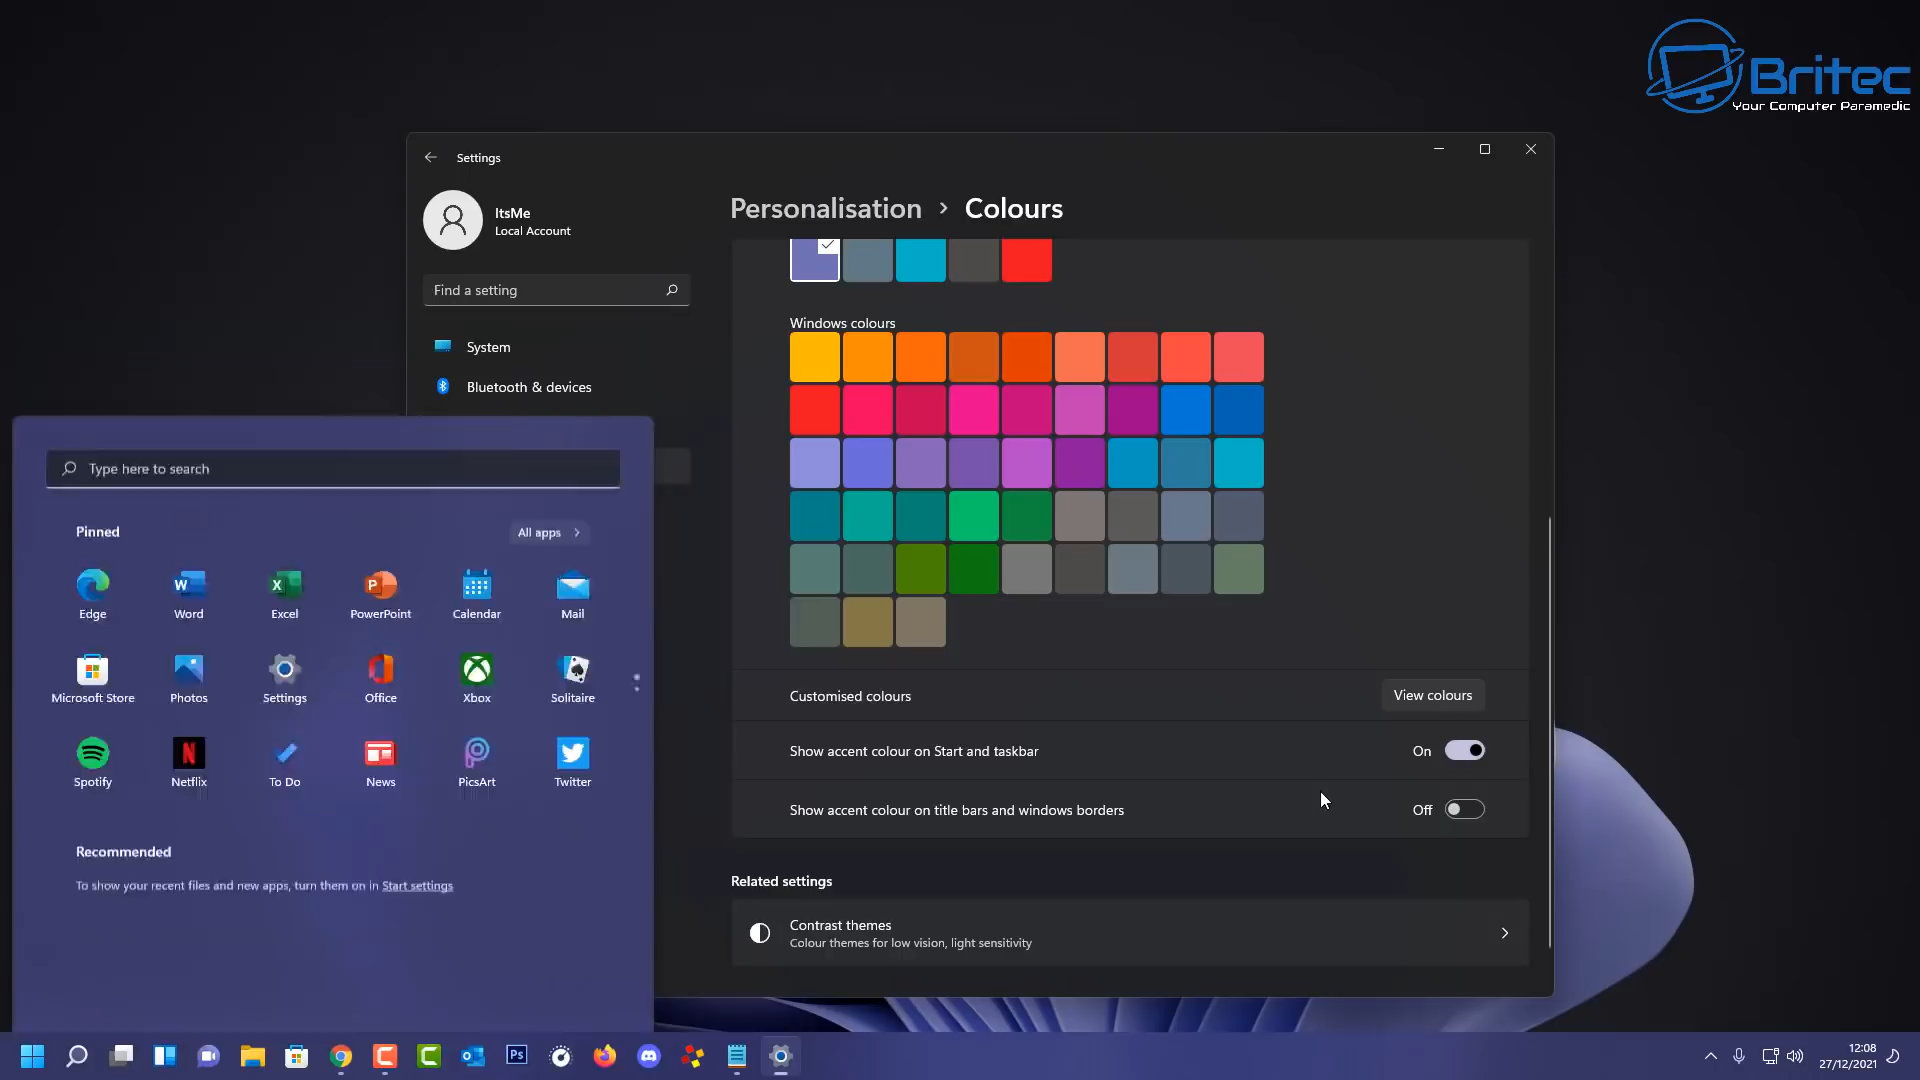 Britec
Your Computer Paramedic
Settings
ItsMe
Local Account
Find a setting
System
Bluetooth & devices
Personalisation > Colours
Windows colours
Customised colours
View colours
Show accent colour on Start and taskbar
On
Show accent colour on title bars and windows borders
Off
Related settings
Contrast themes
Colour themes for low vision, light sensitivity
Type here to search
Pinned
All apps >
Edge
Word
Excel
PowerPoint
Calendar
Mail
Microsoft Store
Photos
Settings
Office
Xbox
Solitaire
Spotify
Netflix
To Do
News
PicsArt
Twitter
Recommended
To show your recent files and new apps, turn them on in Start settings
Ps
12:08
27/12/2021